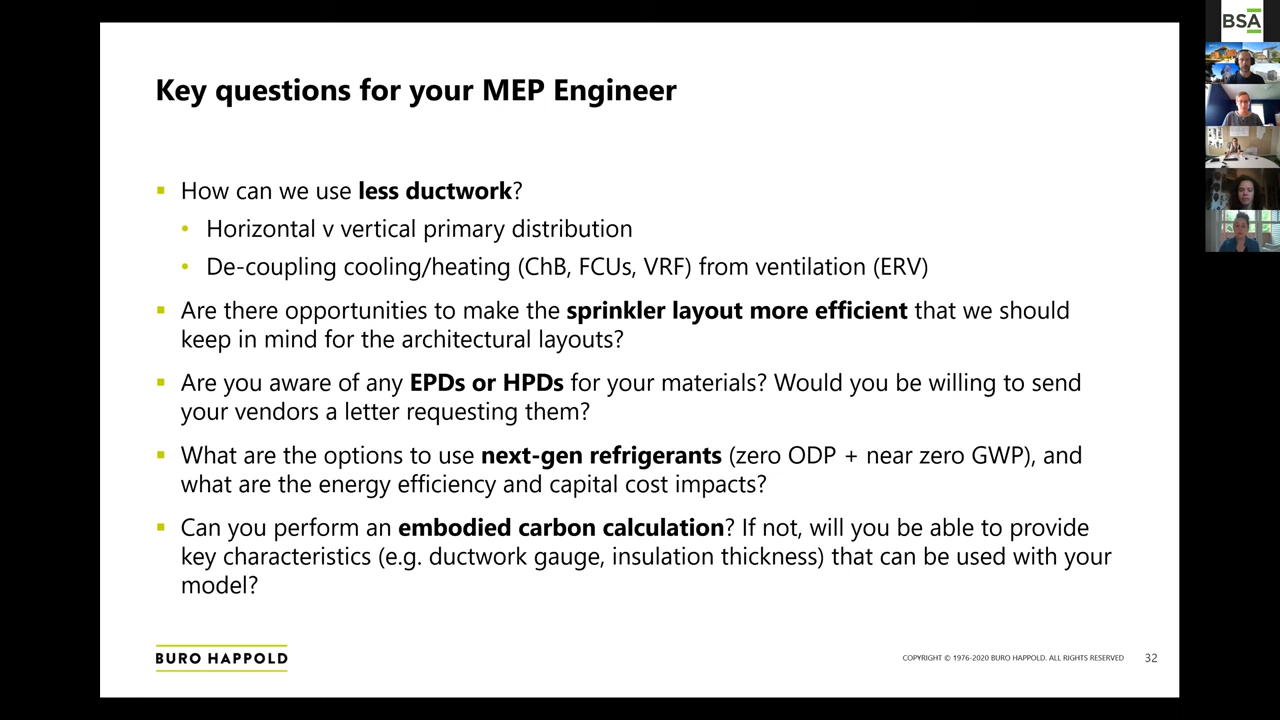 Key questions for your MEP Engineer
How can we use less ductwork?
Horizontal v vertical primary distribution
De-coupling cooling/heating (ChB, FCUs, VRF) from ventilation (ERV)
Are there opportunities to make the sprinkler layout more efficient that we should
keep in mind for the architectural layouts?
Are you aware of any EPDs or HPDs for your materials? Would you be willing to send
your vendors a letter requesting them?
What are the options to use next-gen refrigerants (zero ODP + near zero GWP), and
what are the energy efficiency and capital cost impacts?
Can you perform an embodied carbon calculation? If not, will you be able to provide
key characteristics (e.g. ductwork gauge, insulation thickness) that can be used with your
model?
BURO HAPPOLD
COPYRIGHT © 1976-2020 BURO HAPPOLD. ALL RIGHTS RESERVED
32
BSA